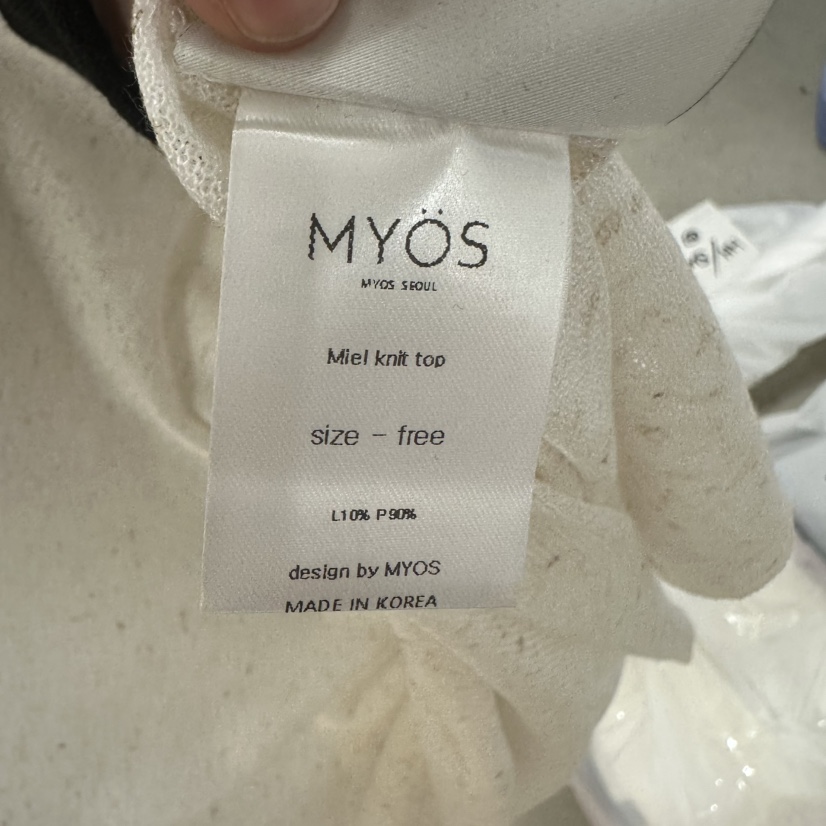 MYÖS
MYOS SEOUL
Miel knit top
size - free
L10% P90%
design by MYOS
MADE IN KOREA